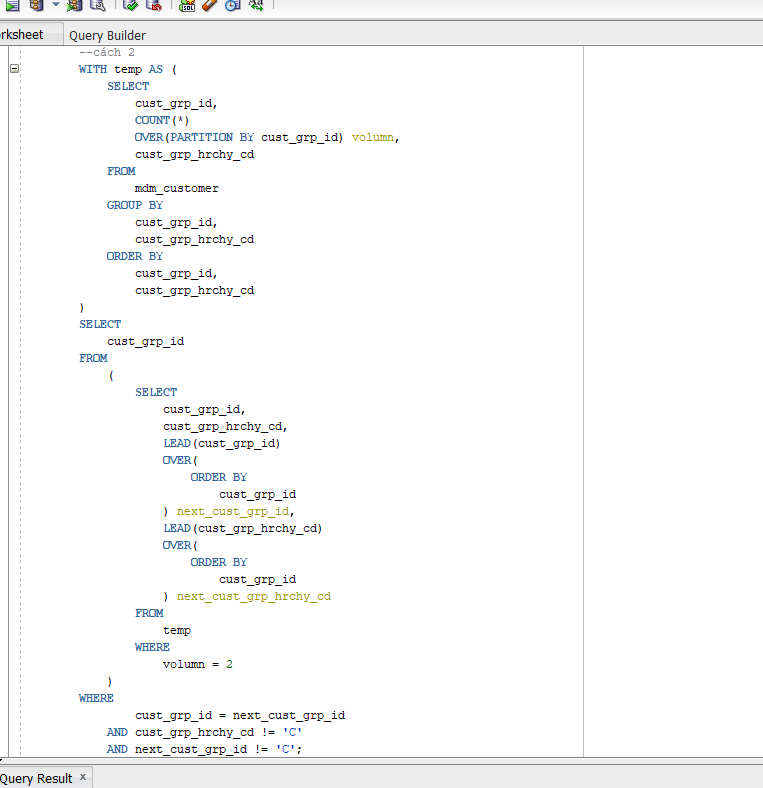 rksheet
Query Builder
--cách 2
WITH temp AS (
SELECT
cust_grp_id,
COUNT(*)
OVER(PARTITION BY cust_grp_id) volumn,
cust_grp_hrchy_cd
FROM
mdm_customer
GROUP BY
cust_grp_id,
cust_grp_hrchy_cd
ORDER BY
cust_grp_id,
cust_grp_hrchy_cd
)
SELECT
cust_grp_id
FROM
(
SELECT
cust_grp_id,
cust_grp_hrchy_cd,
LEAD(cust_grp_id)
OVER(
ORDER BY
cust_grp_id
) next_cust_grp_id,
LEAD(cust_grp_hrchy_cd)
OVER(
ORDER BY
cust_grp_id
) next_cust_grp_hrchy_cd
FROM
temp
WHERE
volumn = 2
)
WHERE
cust_grp_id = next_cust_grp_id
AND cust_grp_hrchy_cd != 'C'
AND next_cust_grp_id != 'C';
Query Result x